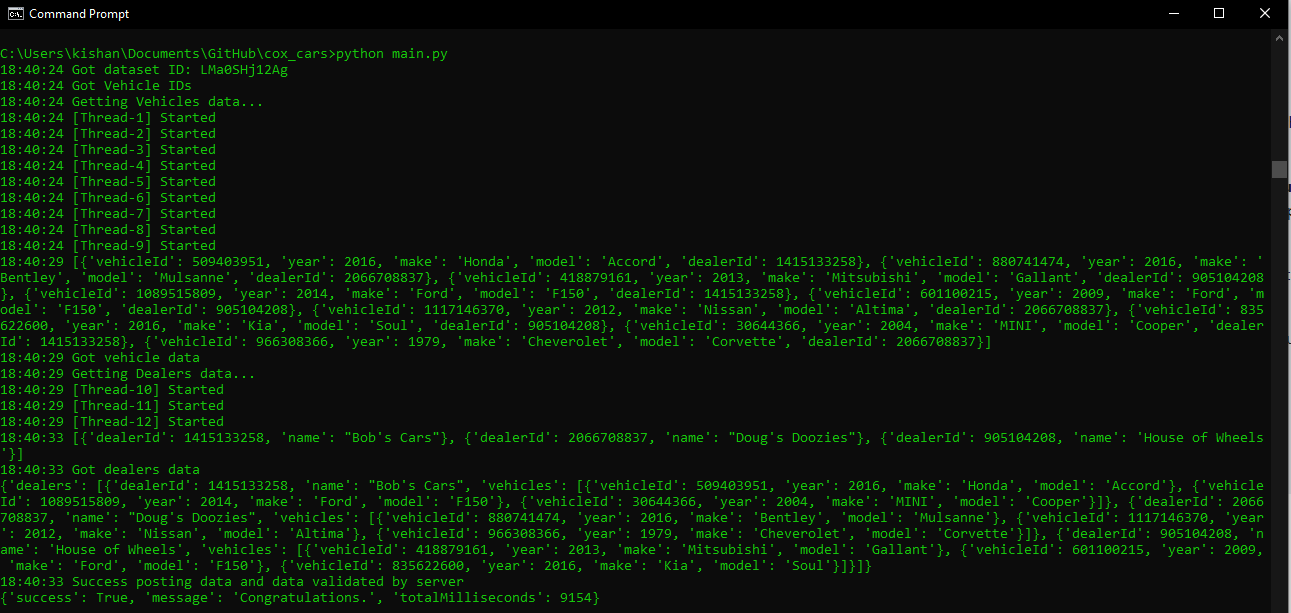 Command Prompt
C:\Users\kishan\Documents\GitHub\cox_cars>python main.py
18:40:24 Got dataset ID: LMa0SHj12Ag
18:40:24 Got Vehicle IDs
18:40:24 Getting Vehicles data...
18:40:24 [Thread-1] Started
18:40:24 [Thread-2] Started
18:40:24 [Thread-3] Started
18:40:24 [Thread-4] Started
18:40:24 [Thread-5] Started
18:40:24 [Thread-6] Started
18:40:24 [Thread-7] Started
18:40:24 [Thread-8] Started
18:40:24 [Thread-9] Started
18:40:29 [{'vehicleId': 509403951, 'year': 2016, 'make': 'Honda', 'model': 'Accord', 'dealerId': 1415133258}, {'vehicleId': 880741474, 'year': 2016, 'make': '
Bentley', 'model': 'Mulsanne', 'dealerId': 2066708837}, {'vehicleId': 418879161, 'year': 2013, 'make': 'Mitsubishi', 'model': 'Gallant', 'dealerId': 905104208
}, {'vehicleId': 1089515809, 'year': 2014, 'make': 'Ford', 'model': 'F150', 'dealerId': 1415133258}, {'vehicleId': 601100215, 'year': 2009, 'make': 'Ford', 'm
odel': 'F150', 'dealerId': 905104208}, {'vehicleId': 1117146370, 'year': 2012, 'make': 'Nissan', 'model': 'Altima', 'dealerId': 2066708837}, {'vehicleId': 835
622600, 'year': 2016, 'make': 'Kia', 'model': 'Soul', 'dealerId': 905104208}, {'vehicleId': 30644366, 'year': 2004, 'make': 'MINI', 'model': 'Cooper', 'dealer
Id': 1415133258}, {'vehicleId': 966308366, 'year': 1979, 'make': 'Cheverolet', 'model': 'Corvette', 'dealerId': 2066708837}]
18:40:29 Got vehicle data
18:40:29 Getting Dealers data...
18:40:29 [Thread-10] Started
18:40:29 [Thread-11] Started
18:40:29 [Thread-12] Started
18:40:33 [{'dealerId': 1415133258, 'name': "Bob's Cars"}, {'dealerId': 2066708837, 'name': "Doug's Doozies"}, {'dealerId': 905104208, 'name': 'House of Wheels
'}]
18:40:33 Got dealers data
{'dealers': [{'dealerId': 1415133258, 'name': "Bob's Cars", 'vehicles': [{'vehicleId': 509403951, 'year': 2016, 'make': 'Honda', 'model': 'Accord'}, {'vehicle
Id': 1089515809, 'year': 2014, 'make': 'Ford', 'model': 'F150'}, {'vehicleId': 30644366, 'year': 2004, 'make': 'MINI', 'model': 'Cooper'}]}, {'dealerId': 2066
708837, 'name': "Doug's Doozies", 'vehicles': [{'vehicleId': 880741474, 'year': 2016, 'make': 'Bentley', 'model': 'Mulsanne'}, {'vehicleId': 1117146370, 'year
': 2012, 'make': 'Nissan', 'model': 'Altima'}, {'vehicleId': 966308366, 'year': 1979, 'make': 'Cheverolet', 'model': 'Corvette'}]}, {'dealerId': 905104208, 'n
ame': 'House of Wheels', 'vehicles': [{'vehicleId': 418879161, 'year': 2013, 'make': 'Mitsubishi', 'model': 'Gallant'}, {'vehicleId': 601100215, 'year': 2009,
 'make': 'Ford', 'model': 'F150'}, {'vehicleId': 835622600, 'year': 2016, 'make': 'Kia', 'model': 'Soul'}]}]}
18:40:33 Success posting data and data validated by server
{'success': True, 'message': 'Congratulations.', 'totalMilliseconds': 9154}